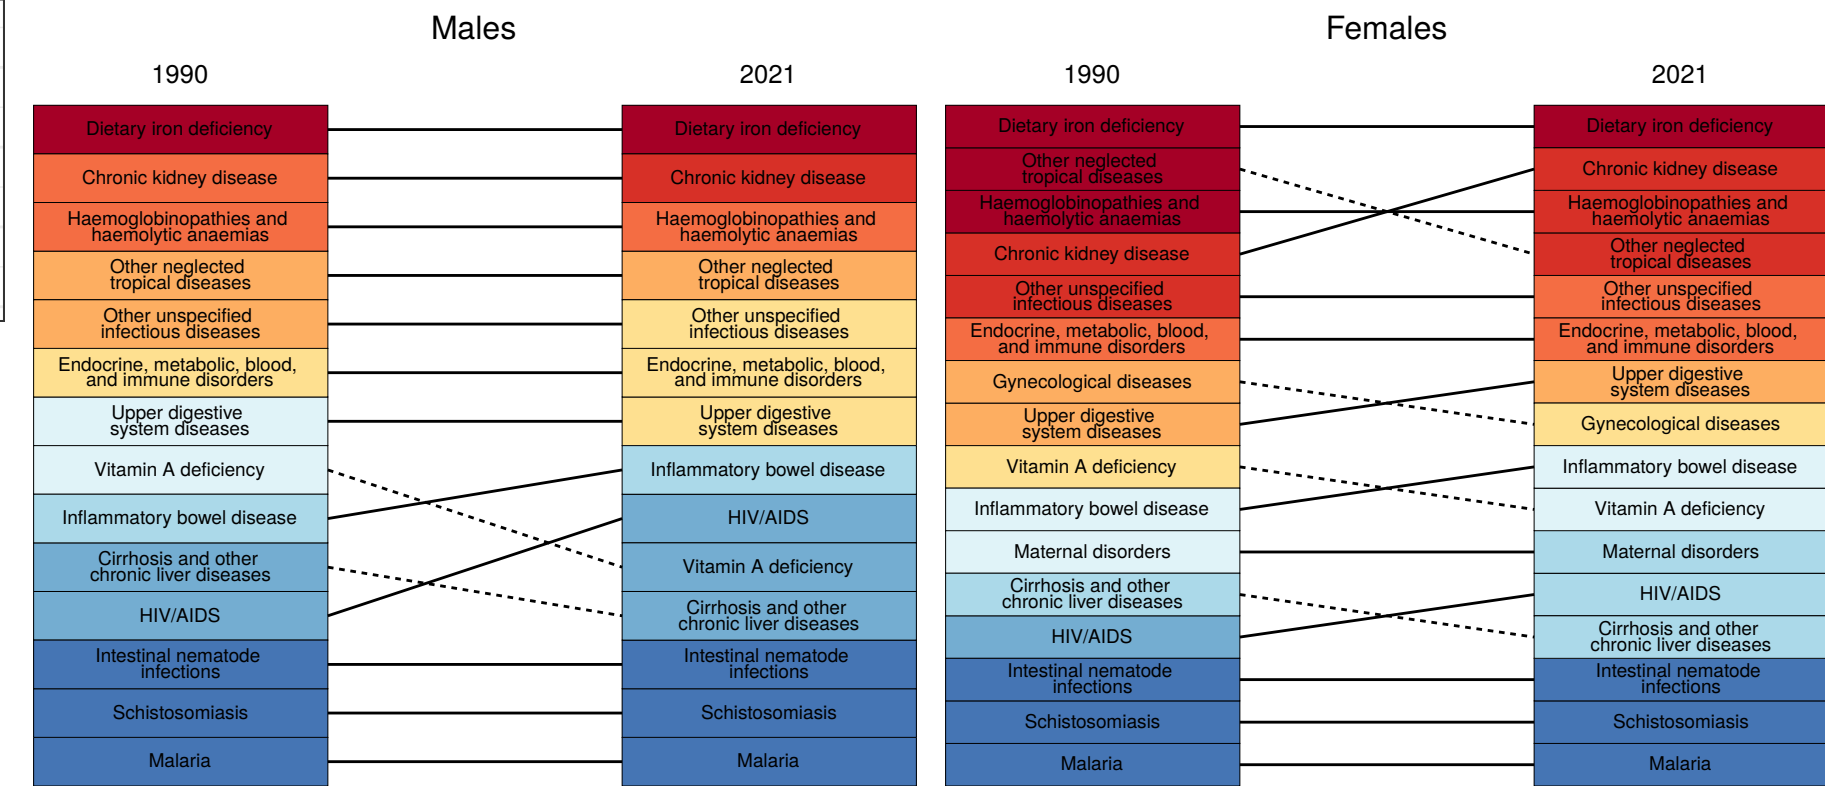 Males
1990
2021
Dietary iron deficiency
Chronic kidney disease
Haemoglobinopathies and
haemolytic anaemias
Other neglected
tropical diseases
Other unspecified
infectious diseases
Endocrine, metabolic, blood,
and immune disorders
Upper digestive
system diseases
Vitamin A deficiency
Inflammatory bowel disease
Cirrhosis and other
chronic liver diseases
HIV/AIDS
Intestinal nematode
infections
Schistosomiasis
Malaria
Dietary iron deficiency
Chronic kidney disease
Haemoglobinopathies and
haemolytic anaemias
Other neglected
tropical diseases
Other unspecified
infectious diseases
Endocrine, metabolic, blood,
and immune disorders
Upper digestive
system diseases
Inflammatory bowel disease
HIV/AIDS
Vitamin A deficiency
Cirrhosis and other
chronic liver diseases
Intestinal nematode
infections
Schistosomiasis
Malaria
Females
1990
2021
Dietary iron deficiency
Other neglected
tropical diseases
Haemoglobinopathies and
haemolytic anaemias
Chronic kidney disease
Other unspecified
infectious diseases
Endocrine, metabolic, blood,
and immune disorders
Gynecological diseases
Upper digestive
system diseases
Vitamin A deficiency
Inflammatory bowel disease
Maternal disorders
Cirrhosis and other
chronic liver diseases
HIV/AIDS
Intestinal nematode
infections
Schistosomiasis
Malaria
Dietary iron deficiency
Chronic kidney disease
Haemoglobinopathies and
haemolytic anaemias
Other neglected
tropical diseases
Other unspecified
infectious diseases
Endocrine, metabolic, blood,
and immune disorders
Upper digestive
system diseases
Gynecological diseases
Inflammatory bowel disease
Vitamin A deficiency
Maternal disorders
HIV/AIDS
Cirrhosis and other
chronic liver diseases
Intestinal nematode
infections
Schistosomiasis
Malaria